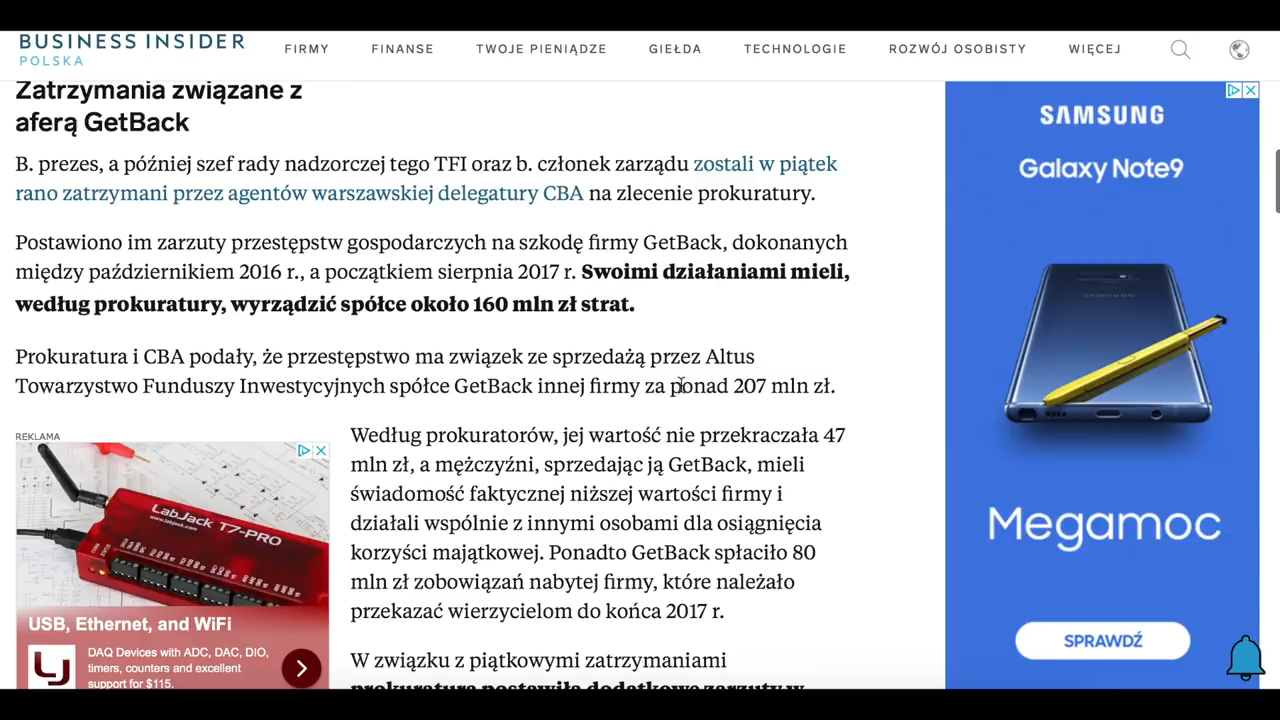 BUSINESS INSIDER
POLSKA
FIRMY FINANSE TWOJE PIENIĄDZE GIEŁDA TECHNOLOGIE ROZWÓJ OSOBISTY WIĘCEJ
Zatrzymania związane z
aferą GetBack
B. prezes, a później szef rady nadzorczej tego TFI oraz b. członek zarządu zostali w piątek
rano zatrzymani przez agentów warszawskiej delegatury CBA na zlecenie prokuratury.
Postawiono im zarzuty przestępstw gospodarczych na szkodę firmy GetBack, dokonanych
między październikiem 2016 r., a początkiem sierpnia 2017 r. Swoimi działaniami mieli,
według prokuratury, wyrządzić spółce około 160 mln zł strat.
Prokuratura i CBA podały, że przestępstwo ma związek ze sprzedażą przez Altus
Towarzystwo Funduszy Inwestycyjnych spółce GetBack innej firmy za ponad 207 mln zł.
REKLAMA
LabJack T7-PRO
www.labjack.com
USB, Ethernet, and WiFi
DAQ Devices with ADC, DAC, DIO,
timers, counters and excellent
support for $115.
Według prokuratorów, jej wartość nie przekraczała 47
mln zł, a mężczyźni, sprzedając ją GetBack, mieli
świadomość faktycznej niższej wartości firmy i
działali wspólnie z innymi osobami dla osiągnięcia
korzyści majątkowej. Ponadto GetBack spłaciło 80
mln zł zobowiązań nabytej firmy, które należało
przekazać wierzycielom do końca 2017 r.
W związku z piątkowymi zatrzymaniami
prokuratura postawiła dodatkowe zarzuty w
SAMSUNG
Galaxy Note9
SAMSUNG
Megamoc
SPRAWDŹ